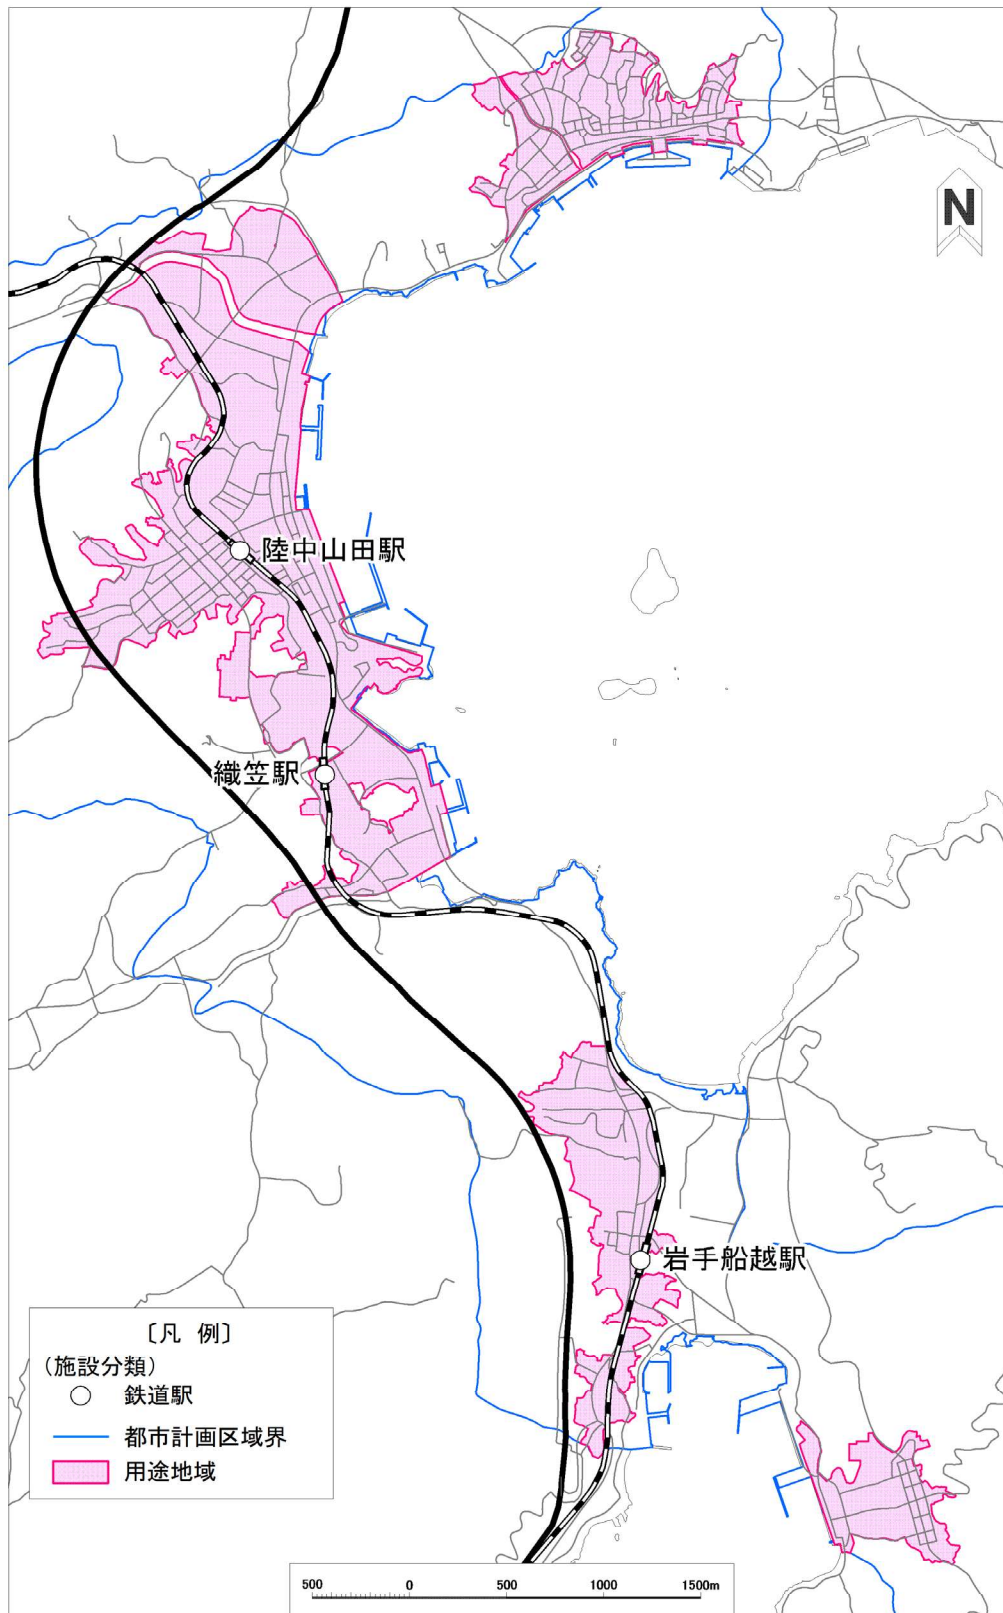 N
陸中山田駅
織笠駅
岩手船越駅
〔凡 例〕
(施設分類)
鉄道駅
都市計画区域界
用途地域
500 0 500 1000 1500m